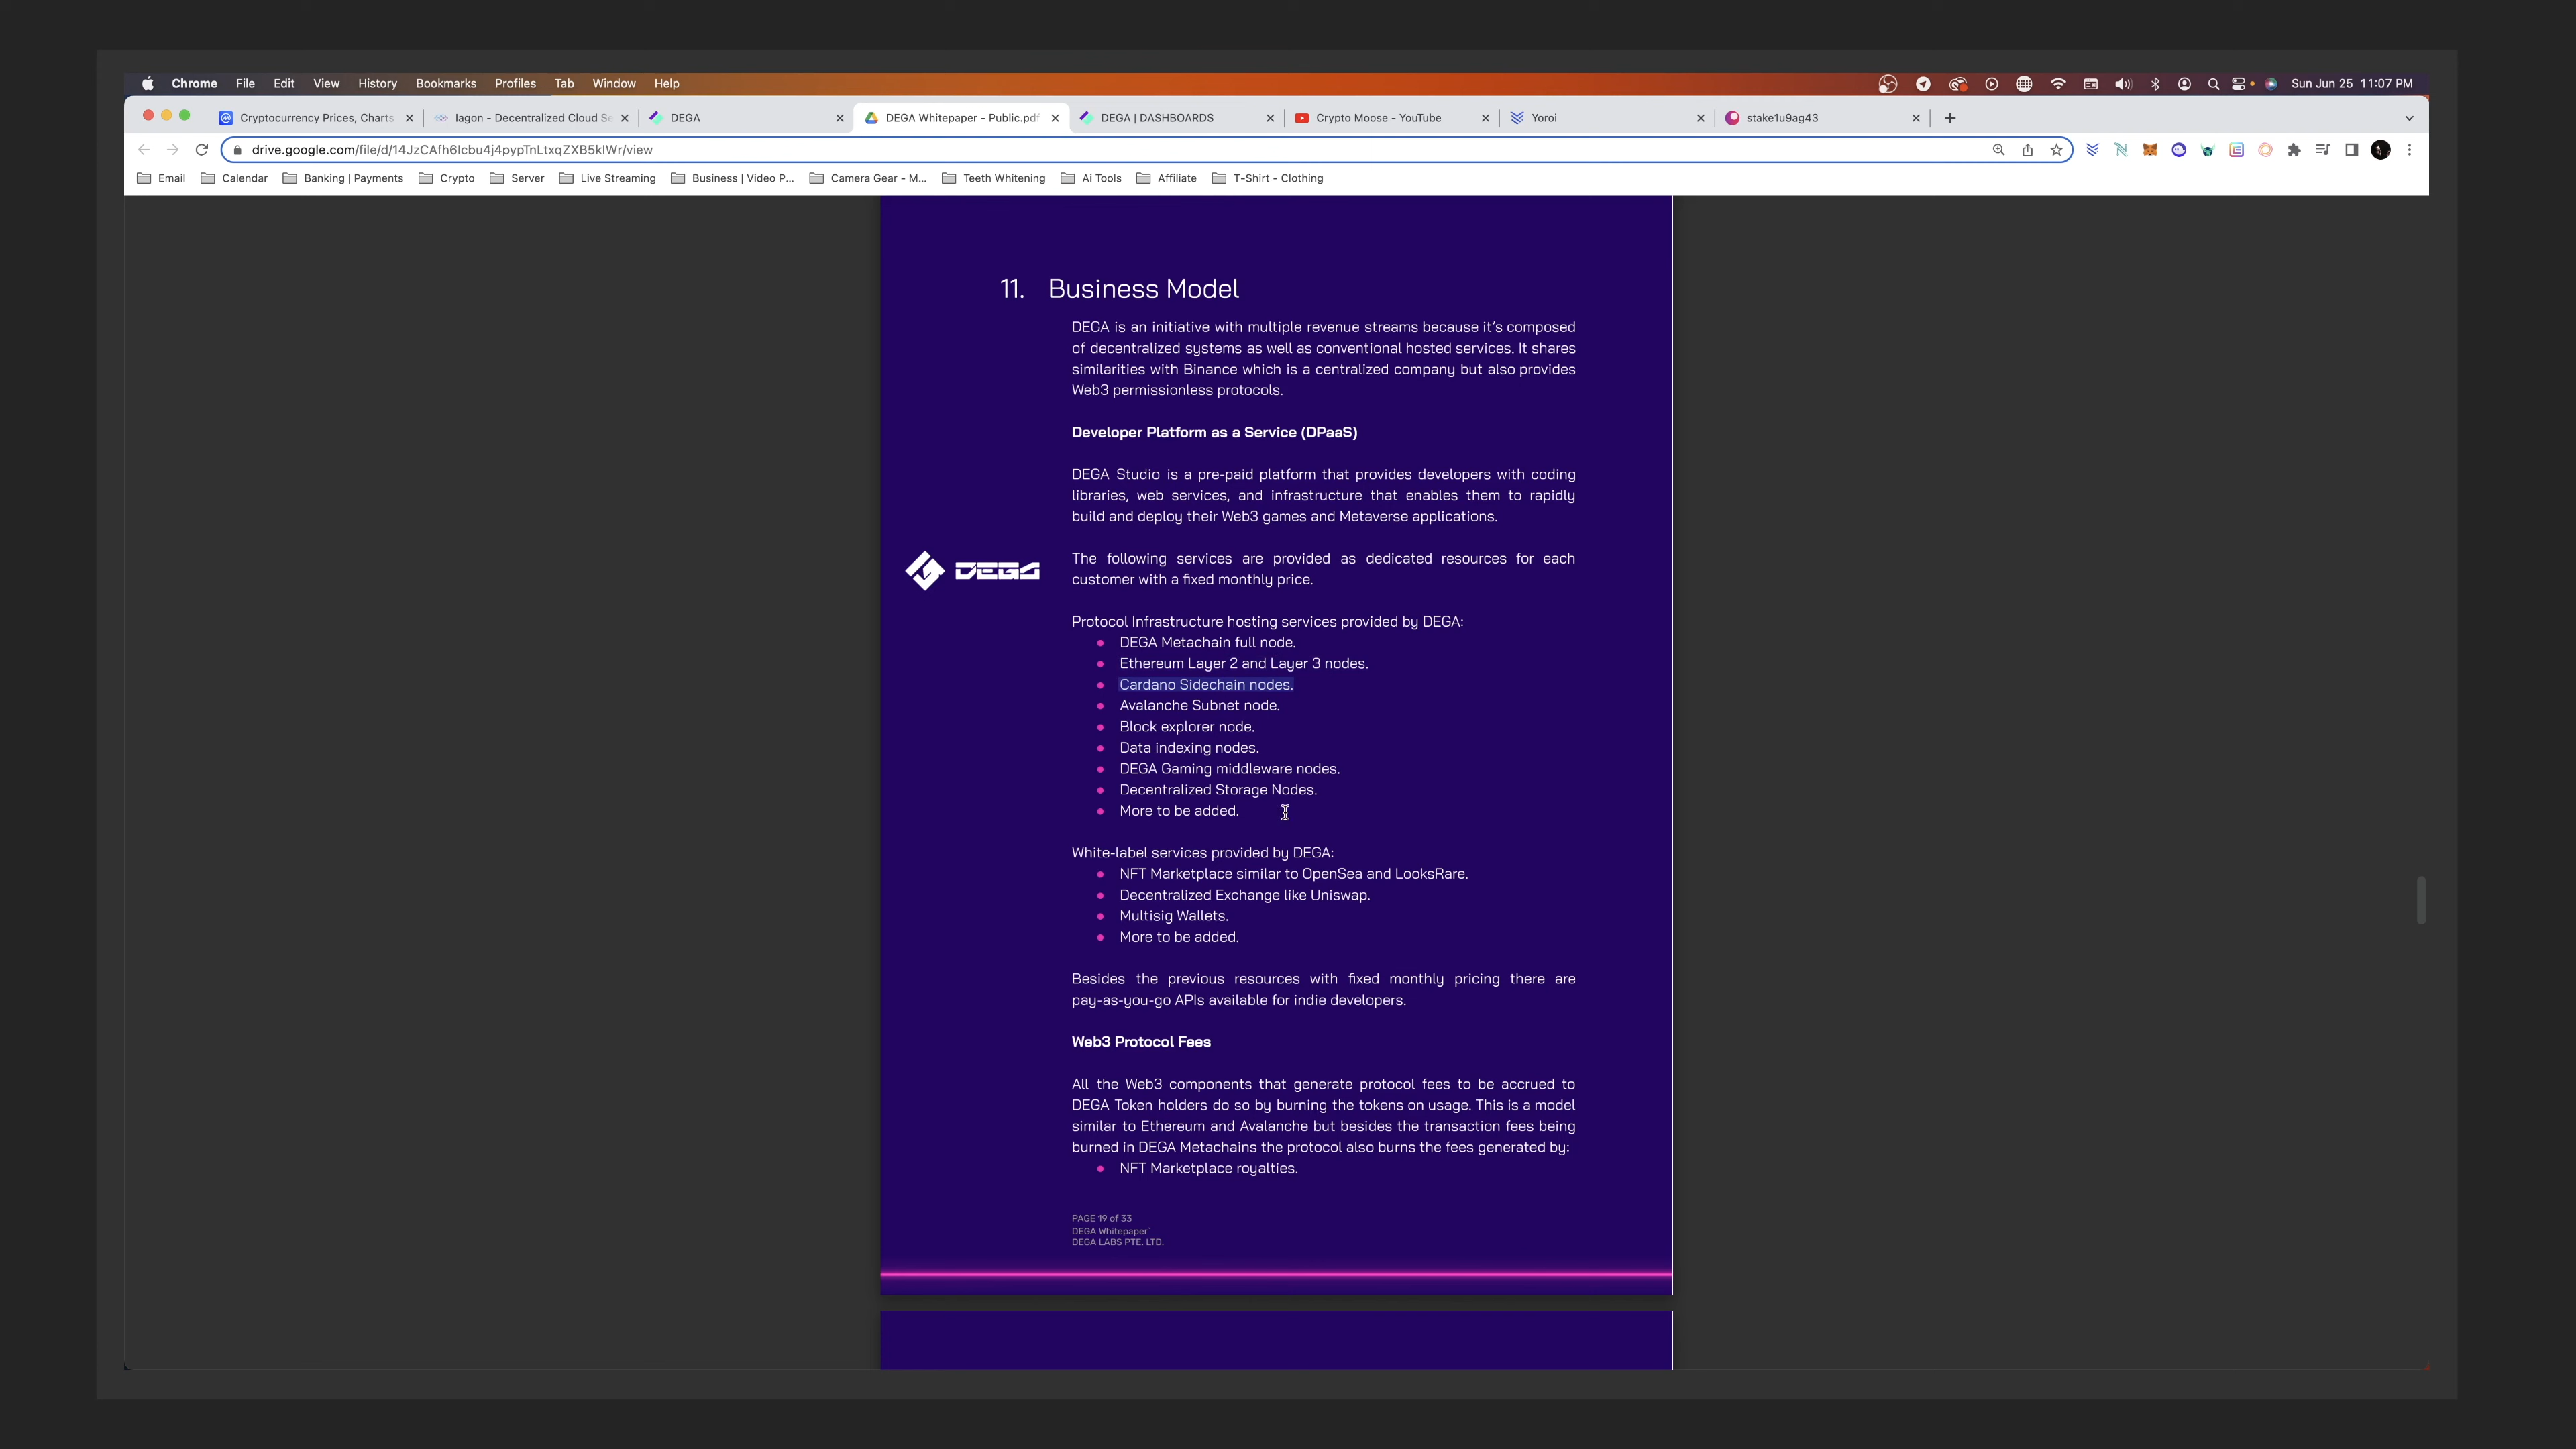 Chrome File Edit View History Bookmarks Profiles Tab Window Help Sun Jun 25 11:07 PM
Cryptocurrency Prices, Charts Iagon - Decentralized Cloud Se DEGA DEGA Whitepaper - Public.pdf DEGA | DASHBOARDS Crypto Moose - YouTube Yoroi stake1u9ag43
drive.google.com/file/d/14JzCAfh6lcbu4j4pypTnLtxqZXB5kIWr/view
Email Calendar Banking | Payments Crypto Server Live Streaming Business | Video P... Camera Gear - M... Teeth Whitening Ai Tools Affiliate T-Shirt - Clothing
11. Business Model
DEGA is an initiative with multiple revenue streams because it's composed
of decentralized systems as well as conventional hosted services. It shares
similarities with Binance which is a centralized company but also provides
Web3 permissionless protocols.
Developer Platform as a Service (DPaaS)
DEGA Studio is a pre-paid platform that provides developers with coding
libraries, web services, and infrastructure that enables them to rapidly
build and deploy their Web3 games and Metaverse applications.
The following services are provided as dedicated resources for each
customer with a fixed monthly price.
DEGA
Protocol Infrastructure hosting services provided by DEGA:
● DEGA Metachain full node.
● Ethereum Layer 2 and Layer 3 nodes.
● Cardano Sidechain nodes.
● Avalanche Subnet node.
● Block explorer node.
● Data indexing nodes.
● DEGA Gaming middleware nodes.
● Decentralized Storage Nodes.
● More to be added.
White-label services provided by DEGA:
● NFT Marketplace similar to OpenSea and LooksRare.
● Decentralized Exchange like Uniswap.
● Multisig Wallets.
● More to be added.
Besides the previous resources with fixed monthly pricing there are
pay-as-you-go APIs available for indie developers.
Web3 Protocol Fees
All the Web3 components that generate protocol fees to be accrued to
DEGA Token holders do so by burning the tokens on usage. This is a model
similar to Ethereum and Avalanche but besides the transaction fees being
burned in DEGA Metachains the protocol also burns the fees generated by:
● NFT Marketplace royalties.
PAGE 19 of 33
DEGA Whitepaper
DEGA LABS PTE. LTD.